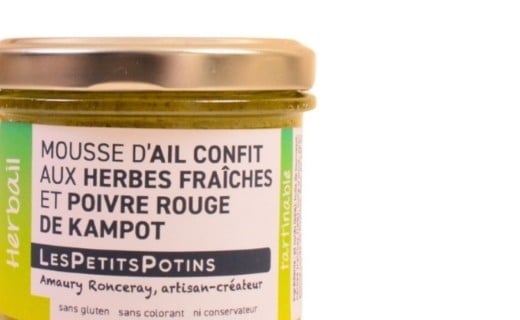 Herbail
MOUSSE D'AIL CONFIT
AUX HERBES FRAÎCHES
ET POIVRE ROUGE
DE KAMPOT
LESPETITSPOTINS
Amaury Ronceray, artisan-créateur
sans gluten sans colorant ni conservateur
tartinable